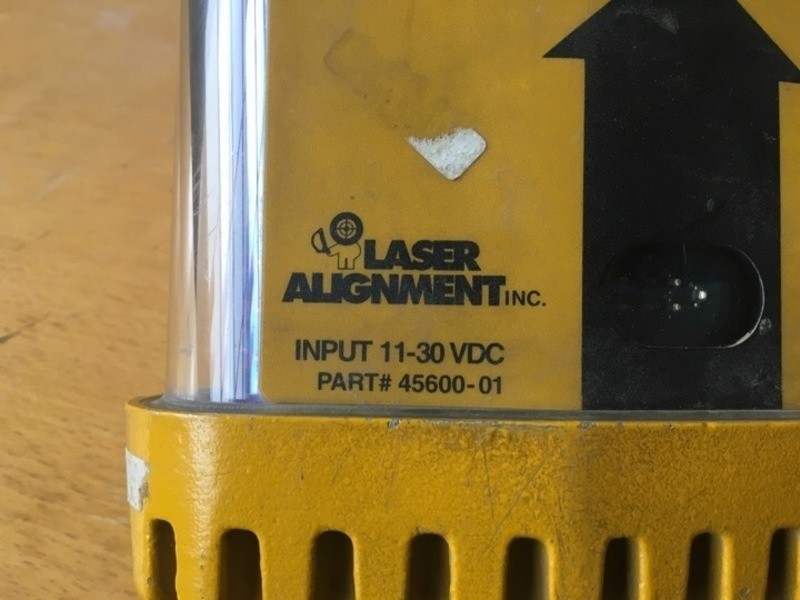 LASER
ALIGNMENT INC.
INPUT 11-30 VDC
PART# 45600-01